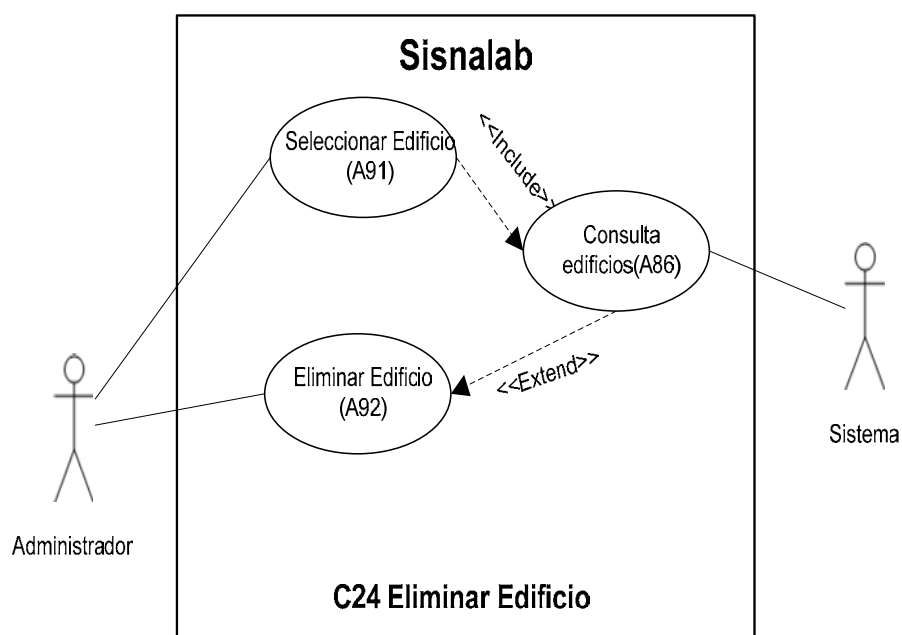 Sisnalab
Seleccionar Edificio
(A91)
<<Include>>
Consulta
edificios(A86)
Eliminar Edificio
(A92)
<<Extend>>
Administrador
Sistema
C24 Eliminar Edificio